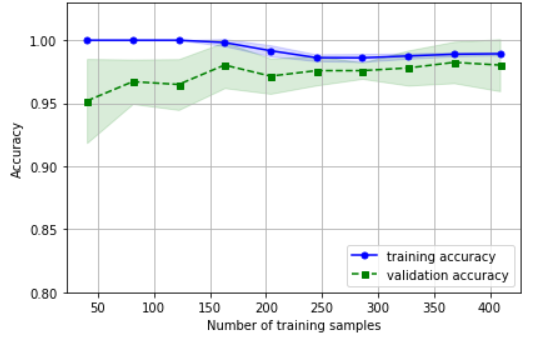 1.00
0.95
0.90
0.85
0.80
Accuracy
training accuracy
validation accuracy
50 100 150 200 250 300 350 400
Number of training samples